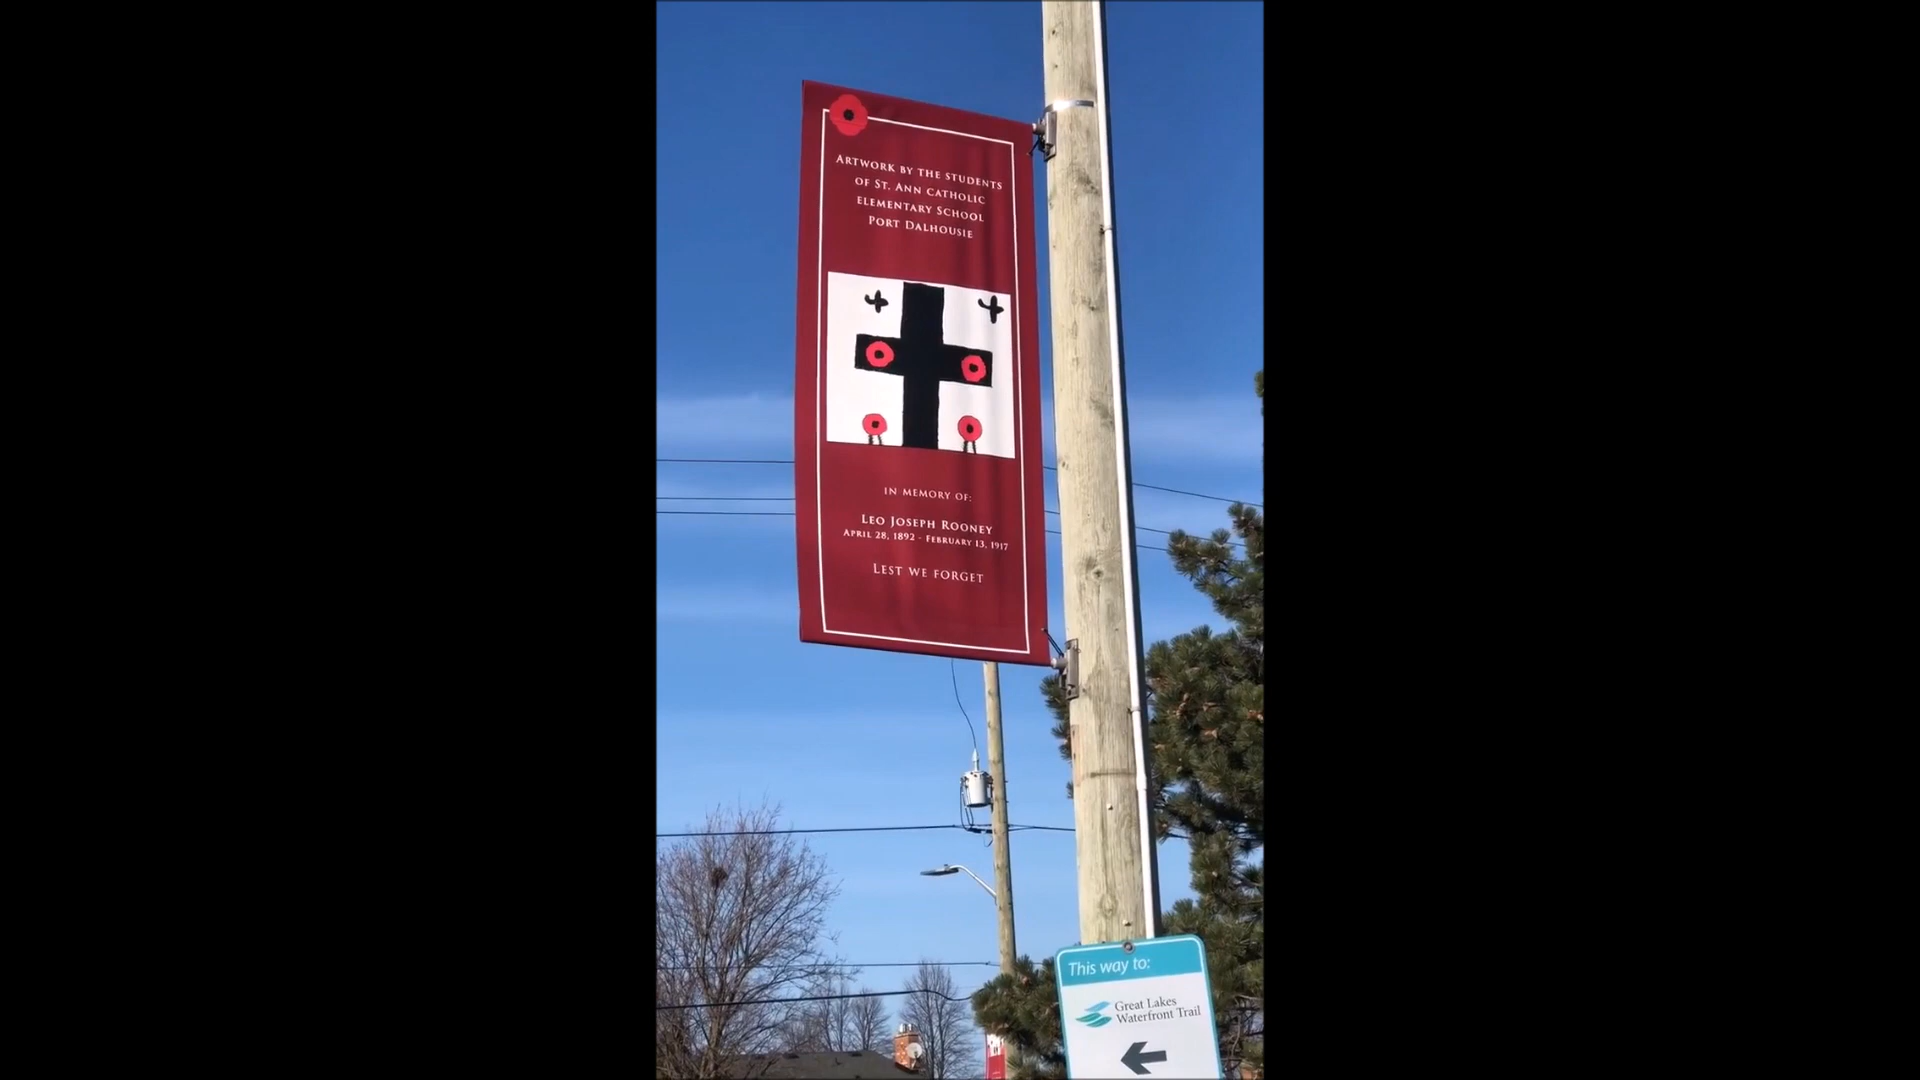 ARTWORK BY THE STUDENTS
OF ST. ANN CATHOLIC
ELEMENTARY SCHOOL
PORT DALHOUSIE
IN MEMORY OF:
LEO JOSEPH ROONEY
APRIL 28, 1892 - FEBRUARY 13, 1917
LEST WE FORGET
This way to:
Great Lakes
Waterfront Trail